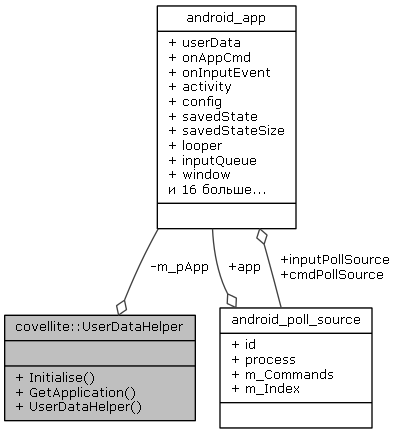 android_app
+ userData
+ onAppCmd
+ onInputEvent
+ activity
+ config
+ savedState
+ savedStateSize
+ looper
+ inputQueue
+ window
и 16 больше...
-m_pApp
+app
+inputPollSource
+cmdPollSource
covellite::UserDataHelper
+ Initialise()
+ GetApplication()
+ UserDataHelper()
android_poll_source
+ id
+ process
+ m_Commands
+ m_Index